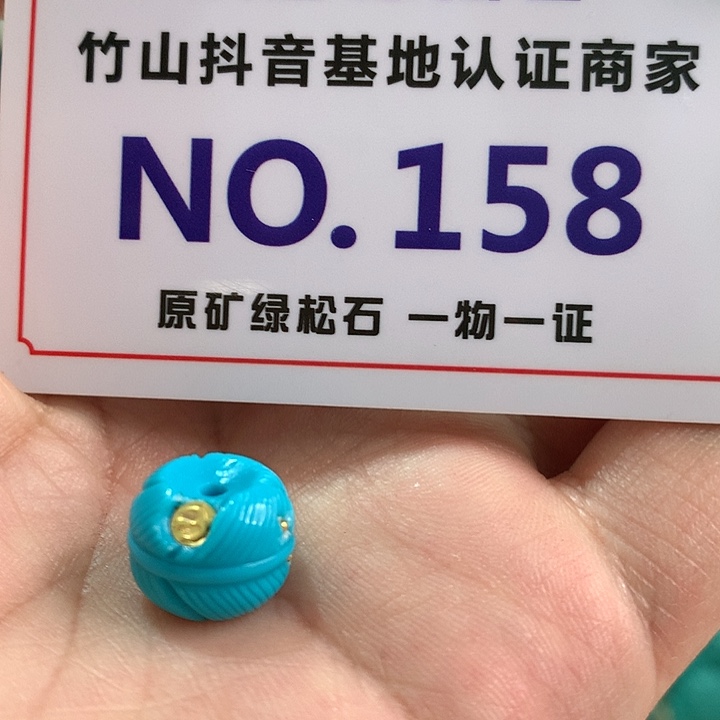 竹山抖音基地认证商家
NO.158
原矿绿松石 一物一证